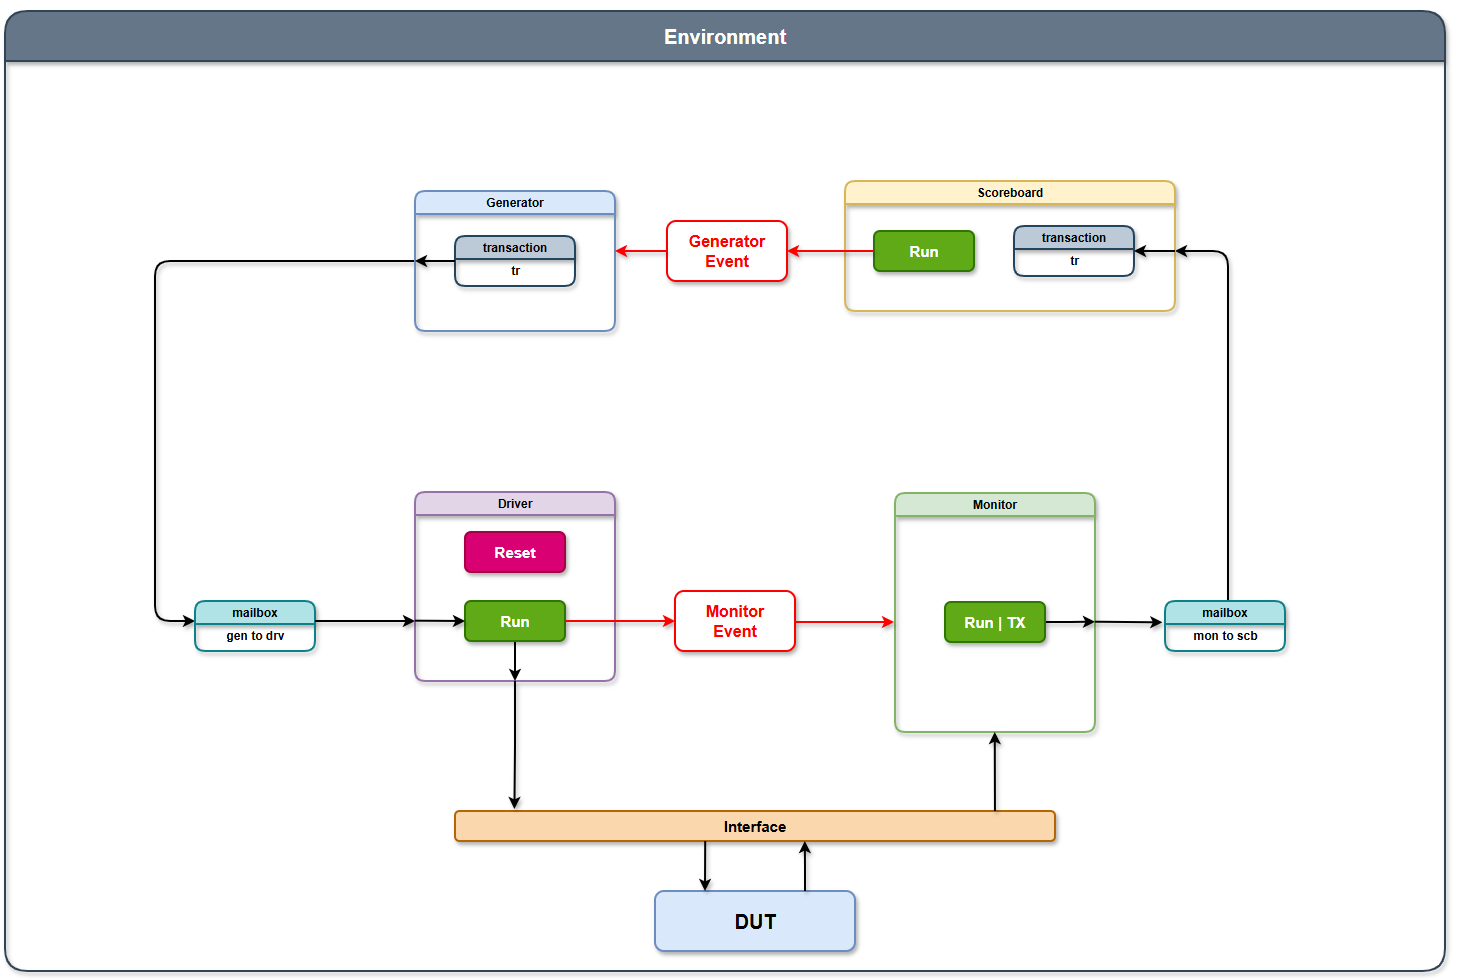 Environment
Generator
transaction
tr
Generator
Event
Scoreboard
Run
transaction
tr
Driver
Reset
Run
mailbox
gen to drv
Monitor
Event
Monitor
Run | TX
mailbox
mon to scb
Interface
DUT